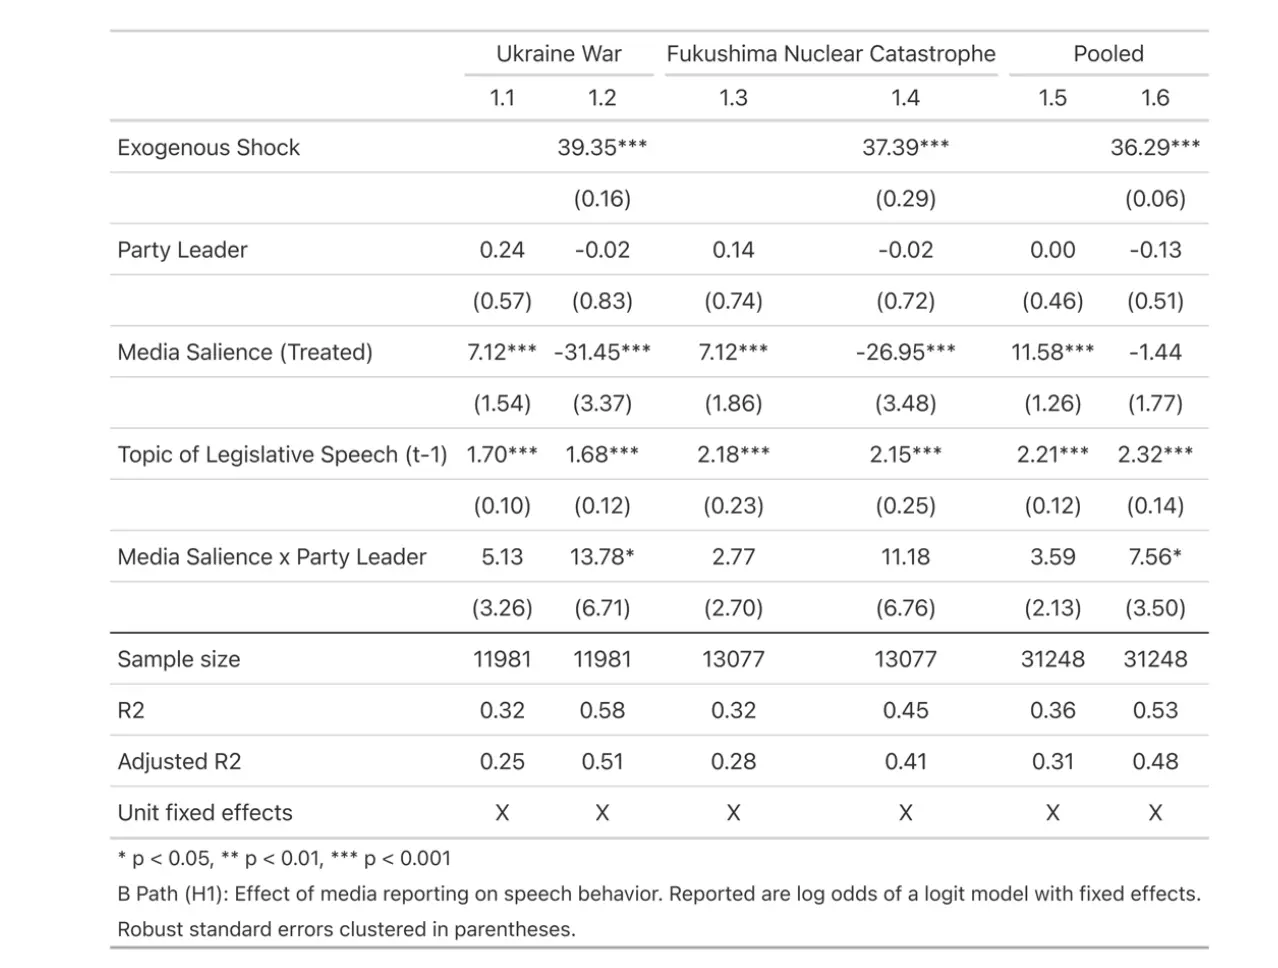 Ukraine War Fukushima Nuclear Catastrophe Pooled
1.1 1.2 1.3 1.4 1.5 1.6
Exogenous Shock 39.35*** 37.39*** 36.29***
(0.16) (0.29) (0.06)
Party Leader 0.24 -0.02 0.14 -0.02 0.00 -0.13
(0.57) (0.83) (0.74) (0.72) (0.46) (0.51)
Media Salience (Treated) 7.12*** -31.45*** 7.12*** -26.95*** 11.58*** -1.44
(1.54) (3.37) (1.86) (3.48) (1.26) (1.77)
Topic of Legislative Speech (t-1) 1.70*** 1.68*** 2.18*** 2.15*** 2.21*** 2.32***
(0.10) (0.12) (0.23) (0.25) (0.12) (0.14)
Media Salience x Party Leader 5.13 13.78* 2.77 11.18 3.59 7.56*
(3.26) (6.71) (2.70) (6.76) (2.13) (3.50)
Sample size 11981 11981 13077 13077 31248 31248
R2 0.32 0.58 0.32 0.45 0.36 0.53
Adjusted R2 0.25 0.51 0.28 0.41 0.31 0.48
Unit fixed effects X X X X X X
* p < 0.05, ** p < 0.01, *** p < 0.001
B Path (H1): Effect of media reporting on speech behavior. Reported are log odds of a logit model with fixed effects.
Robust standard errors clustered in parentheses.